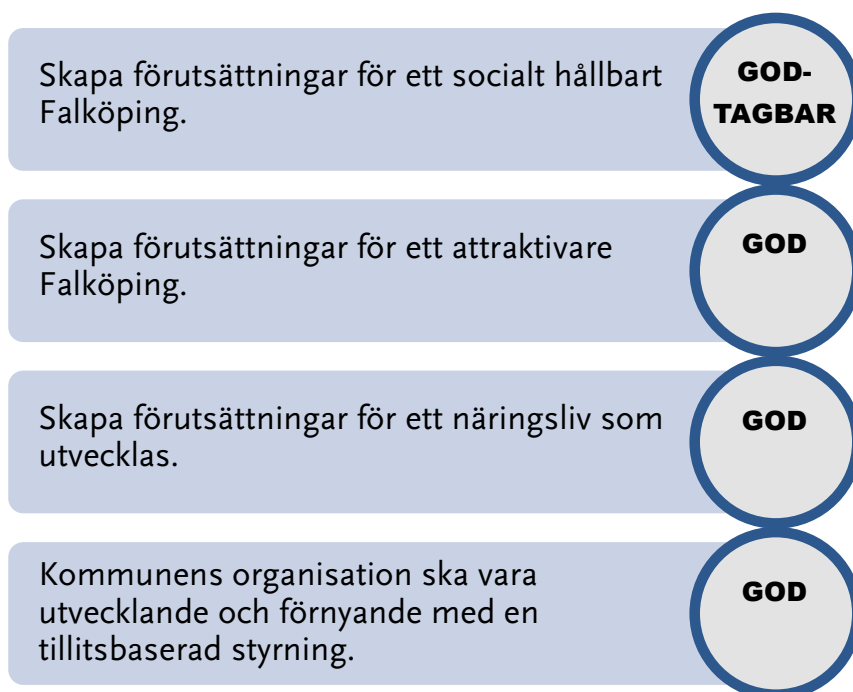 Skapa förutsättningar för ett socialt hållbart
Falköping.
GOD-
TAGBAR
Skapa förutsättningar för ett attraktivare
Falköping.
GOD
Skapa förutsättningar för ett näringsliv som
utvecklas.
GOD
Kommunens organisation ska vara
utvecklande och förnyande med en
tillitsbaserad styrning.
GOD